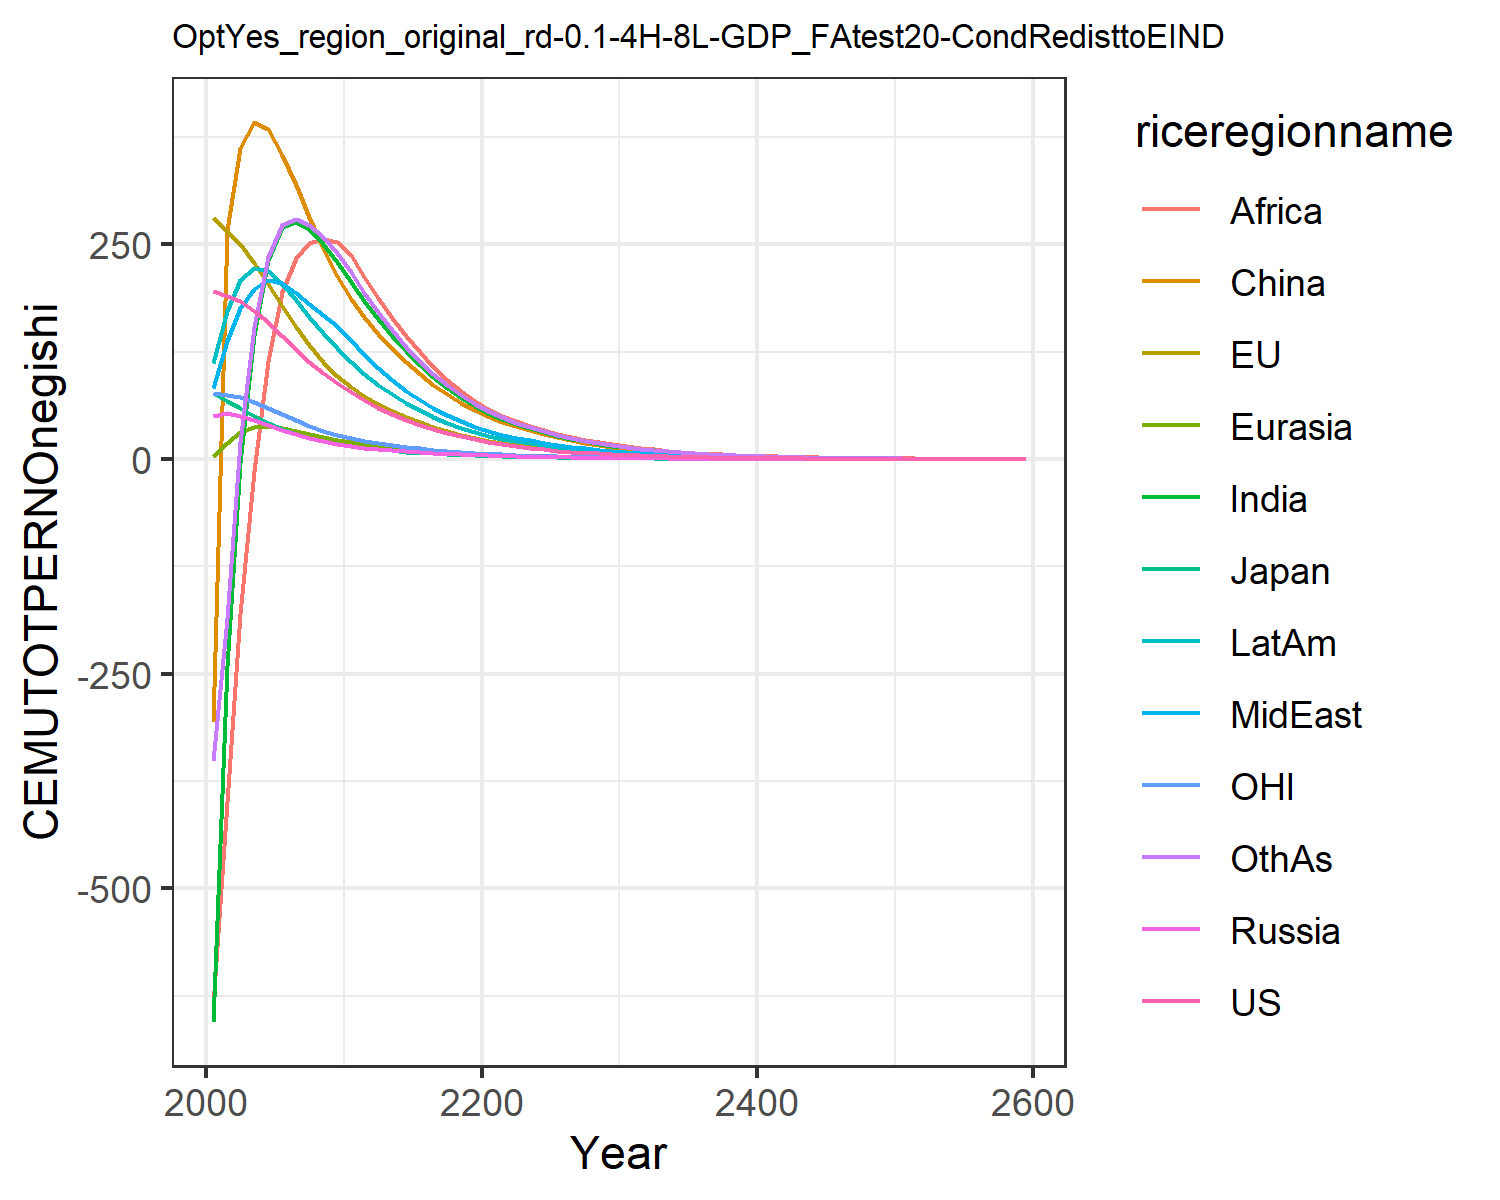 OptYes_region_original_rd-0.1-4H-8L-GDP_FAtest20-CondRedisttoEIND
CEMUTOTPERNOnegishi
250
0
-250
-500
2000
2200
2400
2600
Year
riceregionname
Africa
China
EU
Eurasia
India
Japan
LatAm
MidEast
OHI
OthAs
Russia
US